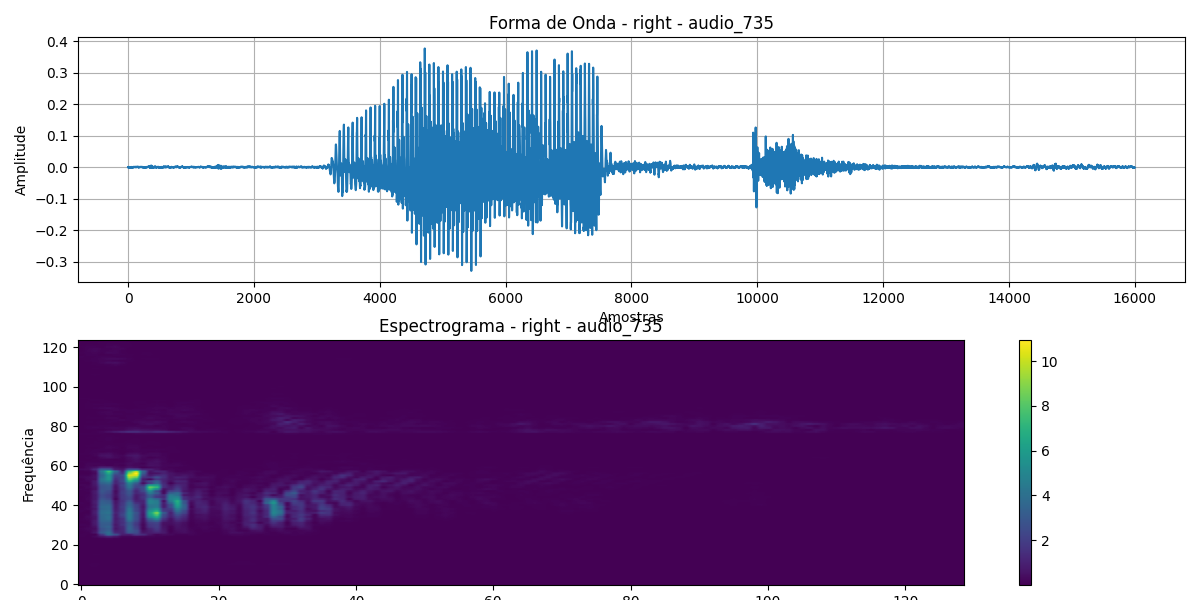 Forma de Onda - right - audio_735
0.4
0.3
0.2
0.1
0.0
−0.1
−0.2
−0.3
Amplitude
0 2000 4000 6000 8000 10000 12000 14000 16000
Amostras
Espectrograma - right - audio_735
120
100
80
60
40
20
0
Frequência
0 20 40 60 80 100 120
10
8
6
4
2